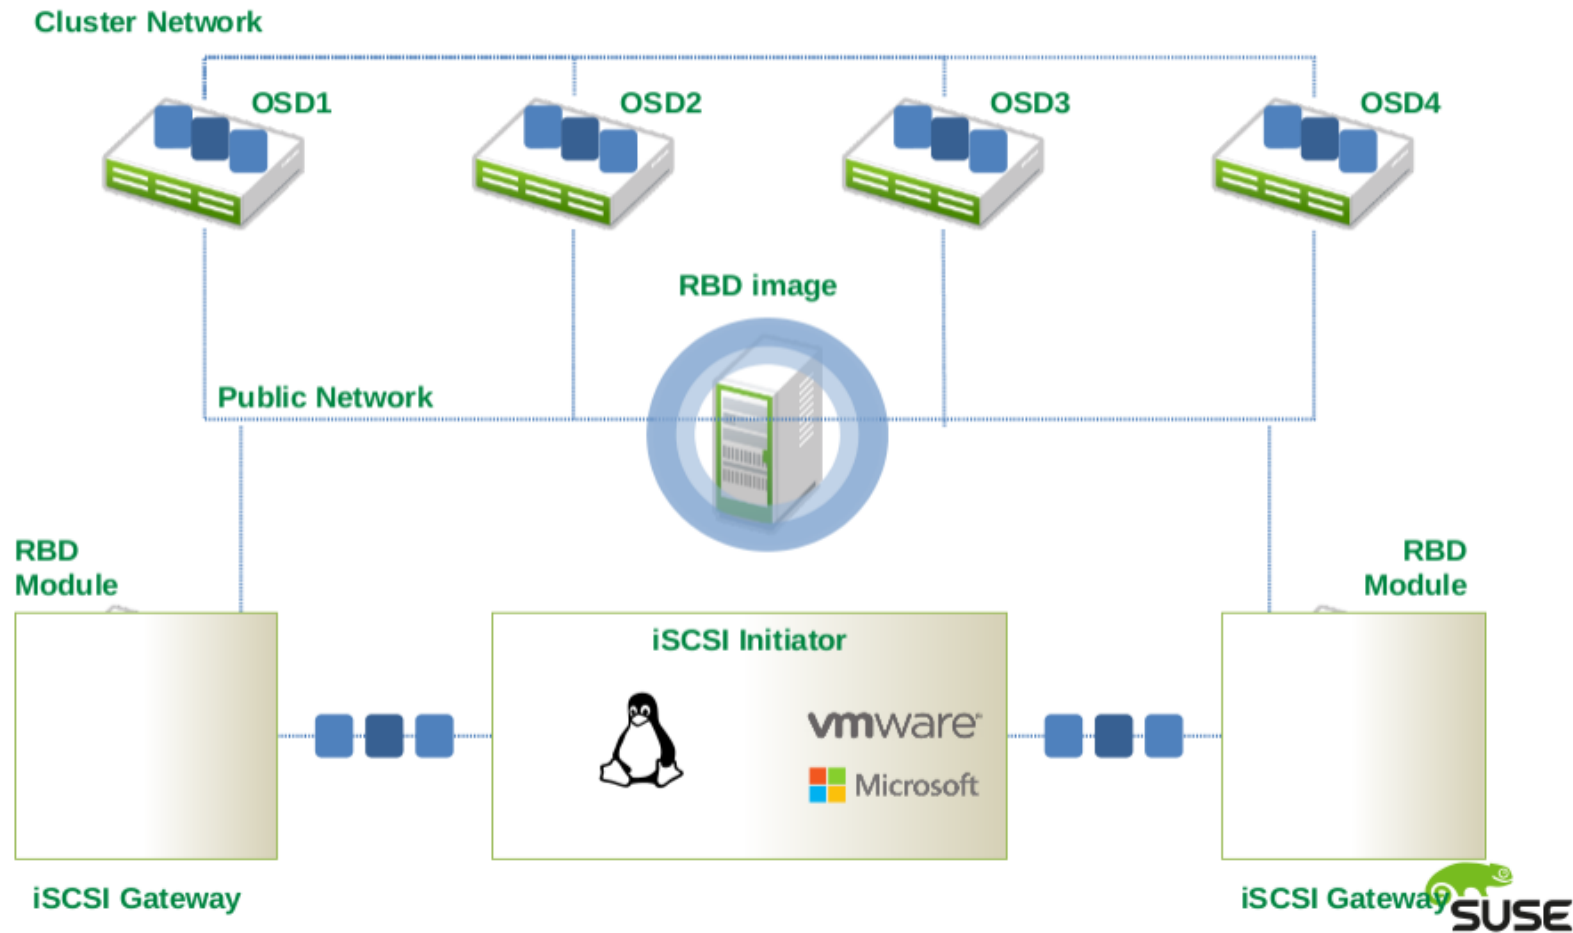 Cluster Network
OSD1
OSD2
OSD3
OSD4
RBD image
Public Network
RBD
Module
RBD
Module
iSCSI Initiator
vmware®
Microsoft
iSCSI Gateway
iSCSI Gateway
SUSE